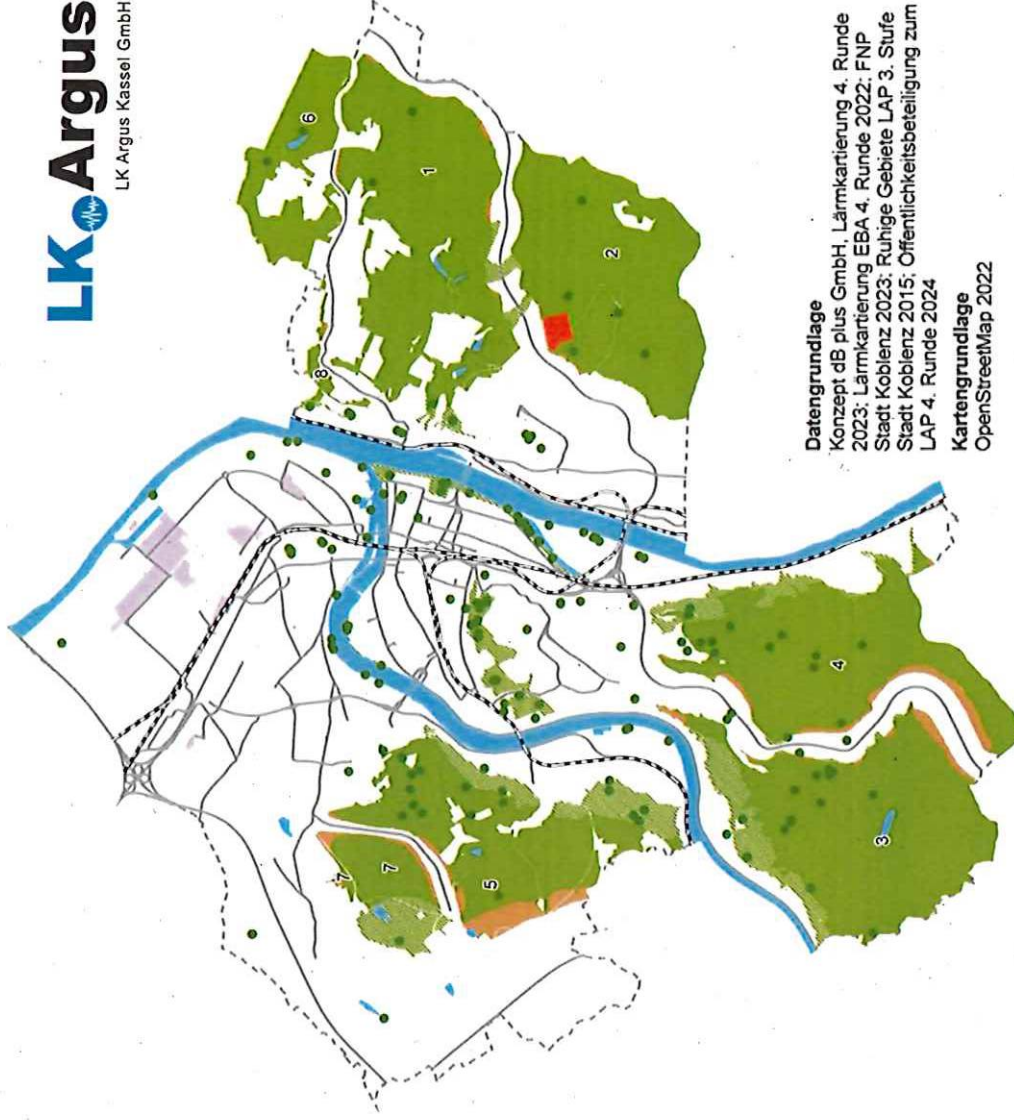 LK Argus
LK Argus Kassel GmbH
6
1
8
2
7
7
5
4
3
Datengrundlage
Konzept dB plus GmbH, Lärmkartierung 4. Runde
2023; Lärmkartierung EBA 4. Runde 2022; FNP
Stadt Koblenz 2023; Ruhige Gebiete LAP 3. Stufe
Stadt Koblenz 2015; Öffentlichkeitsbeteiligung zum
LAP 4. Runde 2024
Kartengrundlage
OpenStreetMap 2022